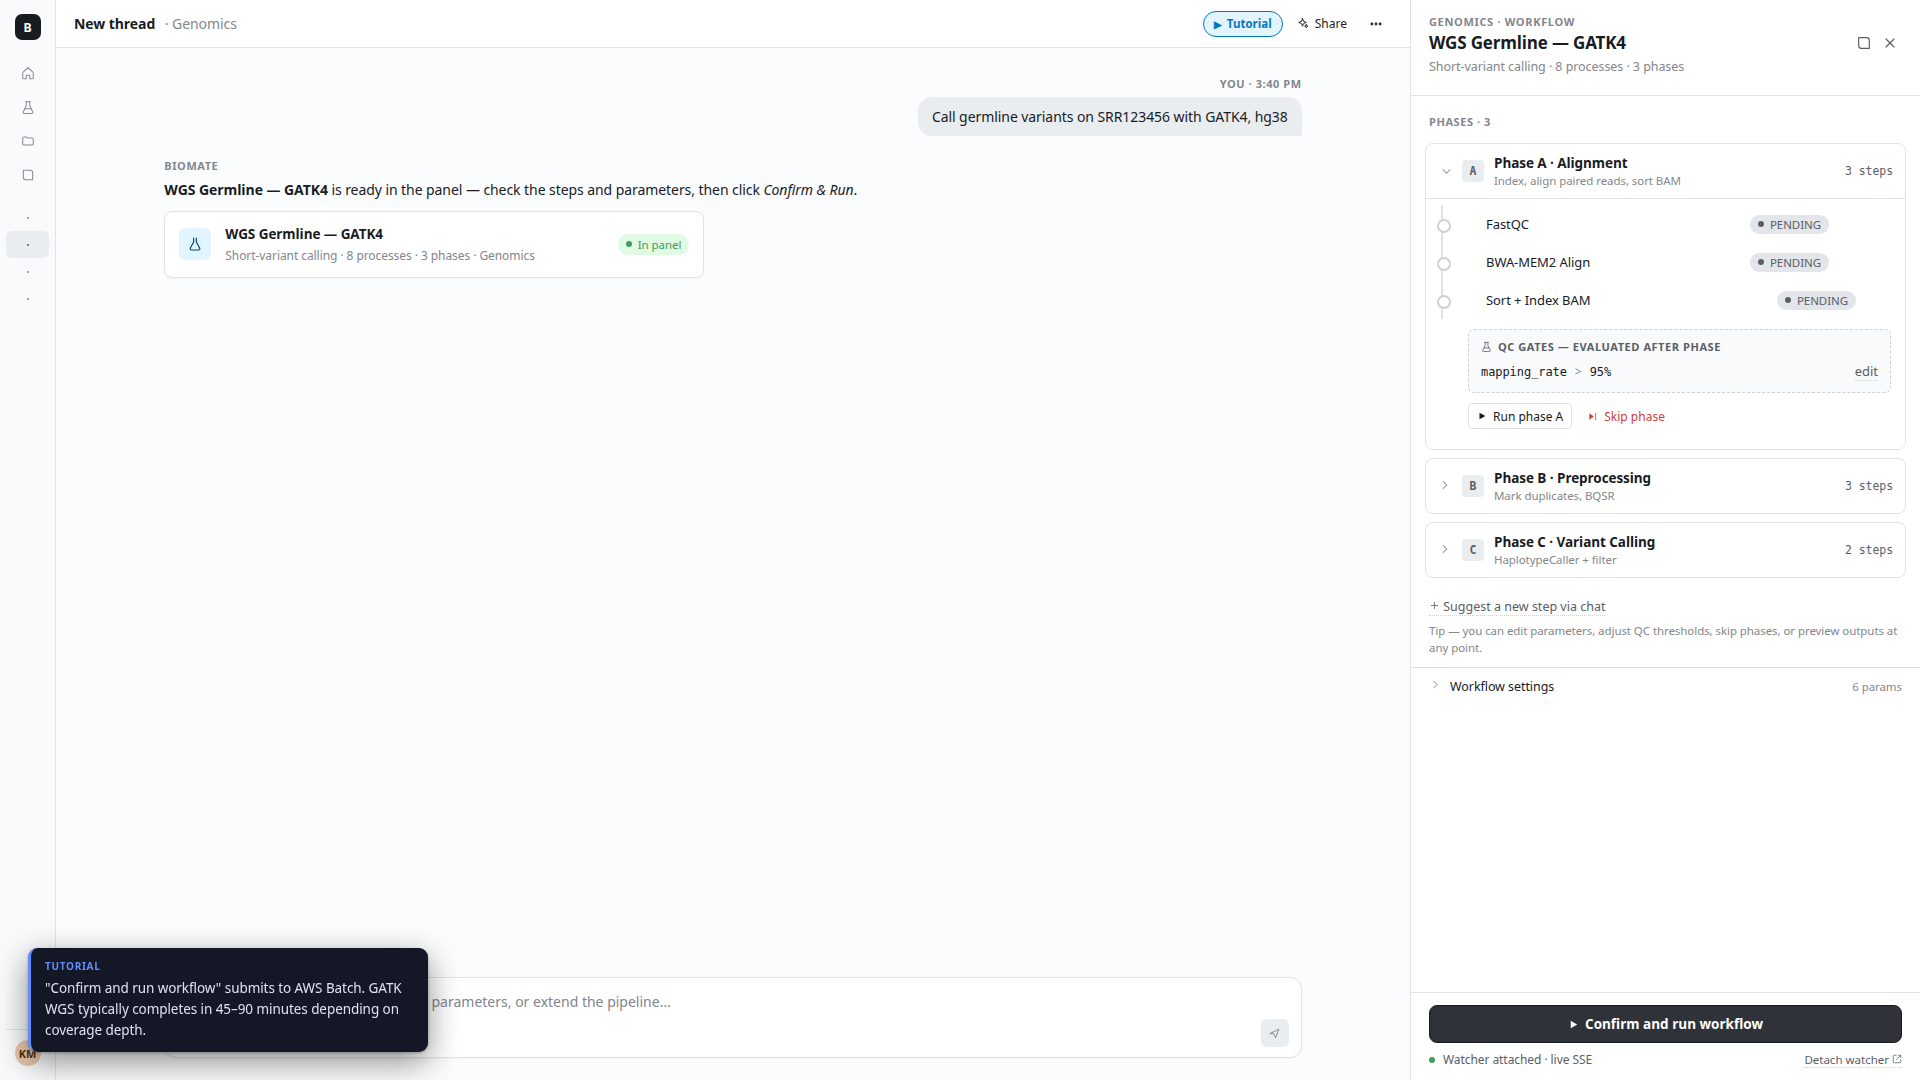 B
New thread · Genomics
▶ Tutorial
Share
YOU · 3:40 PM
Call germline variants on SRR123456 with GATK4, hg38
BIOMATE
WGS Germline — GATK4 is ready in the panel — check the steps and parameters, then click Confirm & Run.
WGS Germline — GATK4
Short-variant calling · 8 processes · 3 phases · Genomics
In panel
parameters, or extend the pipeline...
TUTORIAL
"Confirm and run workflow" submits to AWS Batch. GATK
WGS typically completes in 45–90 minutes depending on
coverage depth.
KM
GENOMICS · WORKFLOW
WGS Germline — GATK4
Short-variant calling · 8 processes · 3 phases
PHASES · 3
A
Phase A · Alignment
Index, align paired reads, sort BAM
3 steps
FastQC
PENDING
BWA-MEM2 Align
PENDING
Sort + Index BAM
PENDING
QC GATES — EVALUATED AFTER PHASE
mapping_rate > 95%
edit
Run phase A
Skip phase
B
Phase B · Preprocessing
Mark duplicates, BQSR
3 steps
C
Phase C · Variant Calling
HaplotypeCaller + filter
2 steps
+ Suggest a new step via chat
Tip — you can edit parameters, adjust QC thresholds, skip phases, or preview outputs at
any point.
Workflow settings
6 params
Confirm and run workflow
Watcher attached · live SSE
Detach watcher